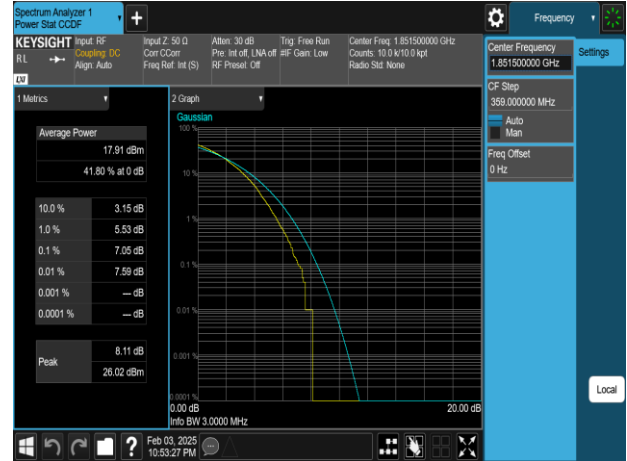 Spectrum Analyzer 1
Power Stat CCDF
+
Frequency
KEYSIGHT
RL
LXI
Input: RF
Coupling: DC
Align: Auto
Input Z: 50 Ω
Corr CCorr
Freq Ref: Int (S)
Atten: 30 dB
Pre: Int off, LNA off
RF Preset: Off
Trig: Free Run
#IF Gain: Low
Center Freq: 1.851500000 GHz
Counts: 10.0 k/10.0 kpt
Radio Std: None
Center Frequency
1.851500000 GHz
Settings
CF Step
359.000000 MHz
Auto
Man
Freq Offset
0 Hz
Local
1 Metrics
Average Power
17.91 dBm
41.80 % at 0 dB
10.0 % 3.15 dB
1.0 % 5.53 dB
0.1 % 7.05 dB
0.01 % 7.59 dB
0.001 % --- dB
0.0001 % --- dB
Peak
8.11 dB
26.02 dBm
2 Graph
Gaussian
100 %
10 %
1 %
0.1 %
0.01 %
0.001 %
0.0001 %
0.00 dB 20.00 dB
Info BW 3.0000 MHz
?
Feb 03, 2025
10:53:27 PM